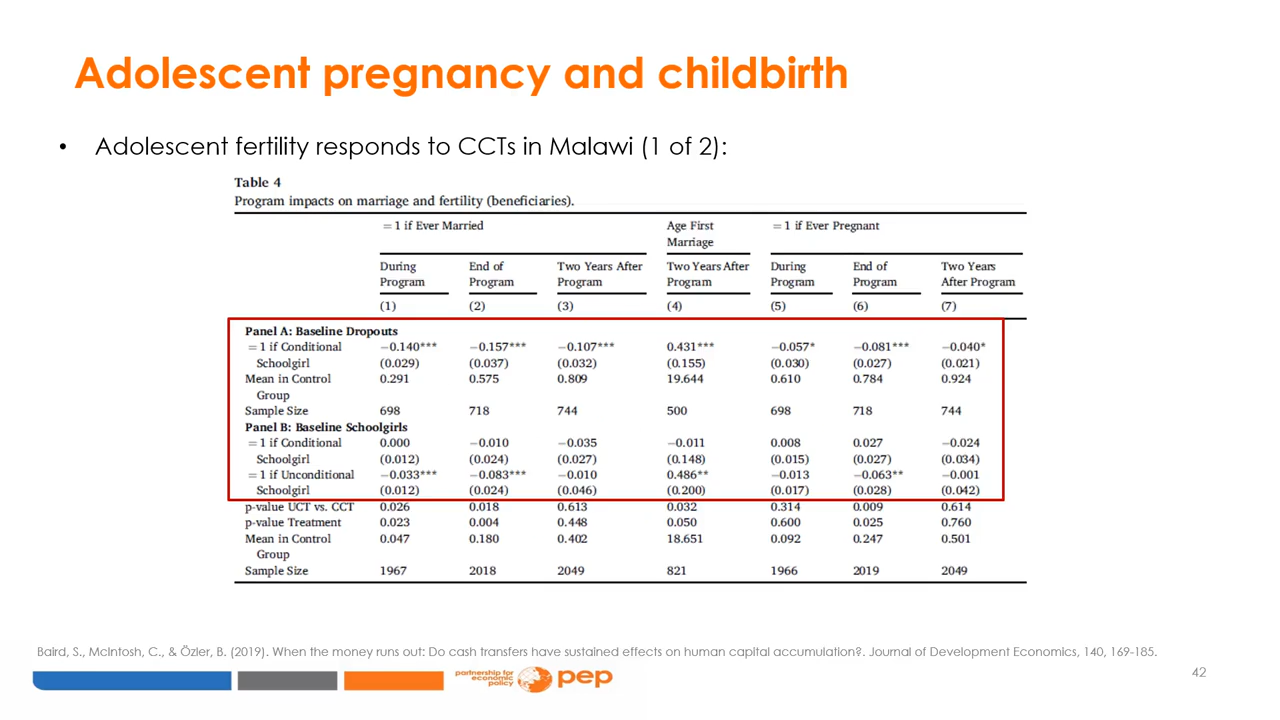 Adolescent pregnancy and childbirth
• Adolescent fertility responds to CCTs in Malawi (1 of 2):
Table 4
Program impacts on marriage and fertility (beneficiaries).
=1 if Ever Married Age First Marriage =1 if Ever Pregnant
During Program End of Program Two Years After Program Two Years After Program During Program End of Program Two Years After Program
(1) (2) (3) (4) (5) (6) (7)
Panel A: Baseline Dropouts
=1 if Conditional −0.140*** −0.157*** −0.107*** 0.431*** −0.057* −0.081*** −0.040*
Schoolgirl (0.029) (0.037) (0.032) (0.155) (0.030) (0.027) (0.021)
Mean in Control 0.291 0.575 0.809 19.644 0.610 0.784 0.924
Group
Sample Size 698 718 744 500 698 718 744
Panel B: Baseline Schoolgirls
=1 if Conditional 0.000 −0.010 −0.035 −0.011 0.008 0.027 −0.024
Schoolgirl (0.012) (0.024) (0.027) (0.148) (0.015) (0.027) (0.034)
=1 if Unconditional −0.033*** −0.083*** −0.010 0.486** −0.013 −0.063** −0.001
Schoolgirl (0.012) (0.024) (0.046) (0.200) (0.017) (0.028) (0.042)
p-value UCT vs. CCT 0.026 0.018 0.613 0.032 0.314 0.009 0.614
p-value Treatment 0.023 0.004 0.448 0.050 0.600 0.025 0.760
Mean in Control 0.047 0.180 0.402 18.651 0.092 0.247 0.501
Group
Sample Size 1967 2018 2049 821 1966 2019 2049
Baird, S., McIntosh, C., & Özler, B. (2019). When the money runs out: Do cash transfers have sustained effects on human capital accumulation?. Journal of Development Economics, 140, 169-185.
partnership for
economic
policy
pep
42